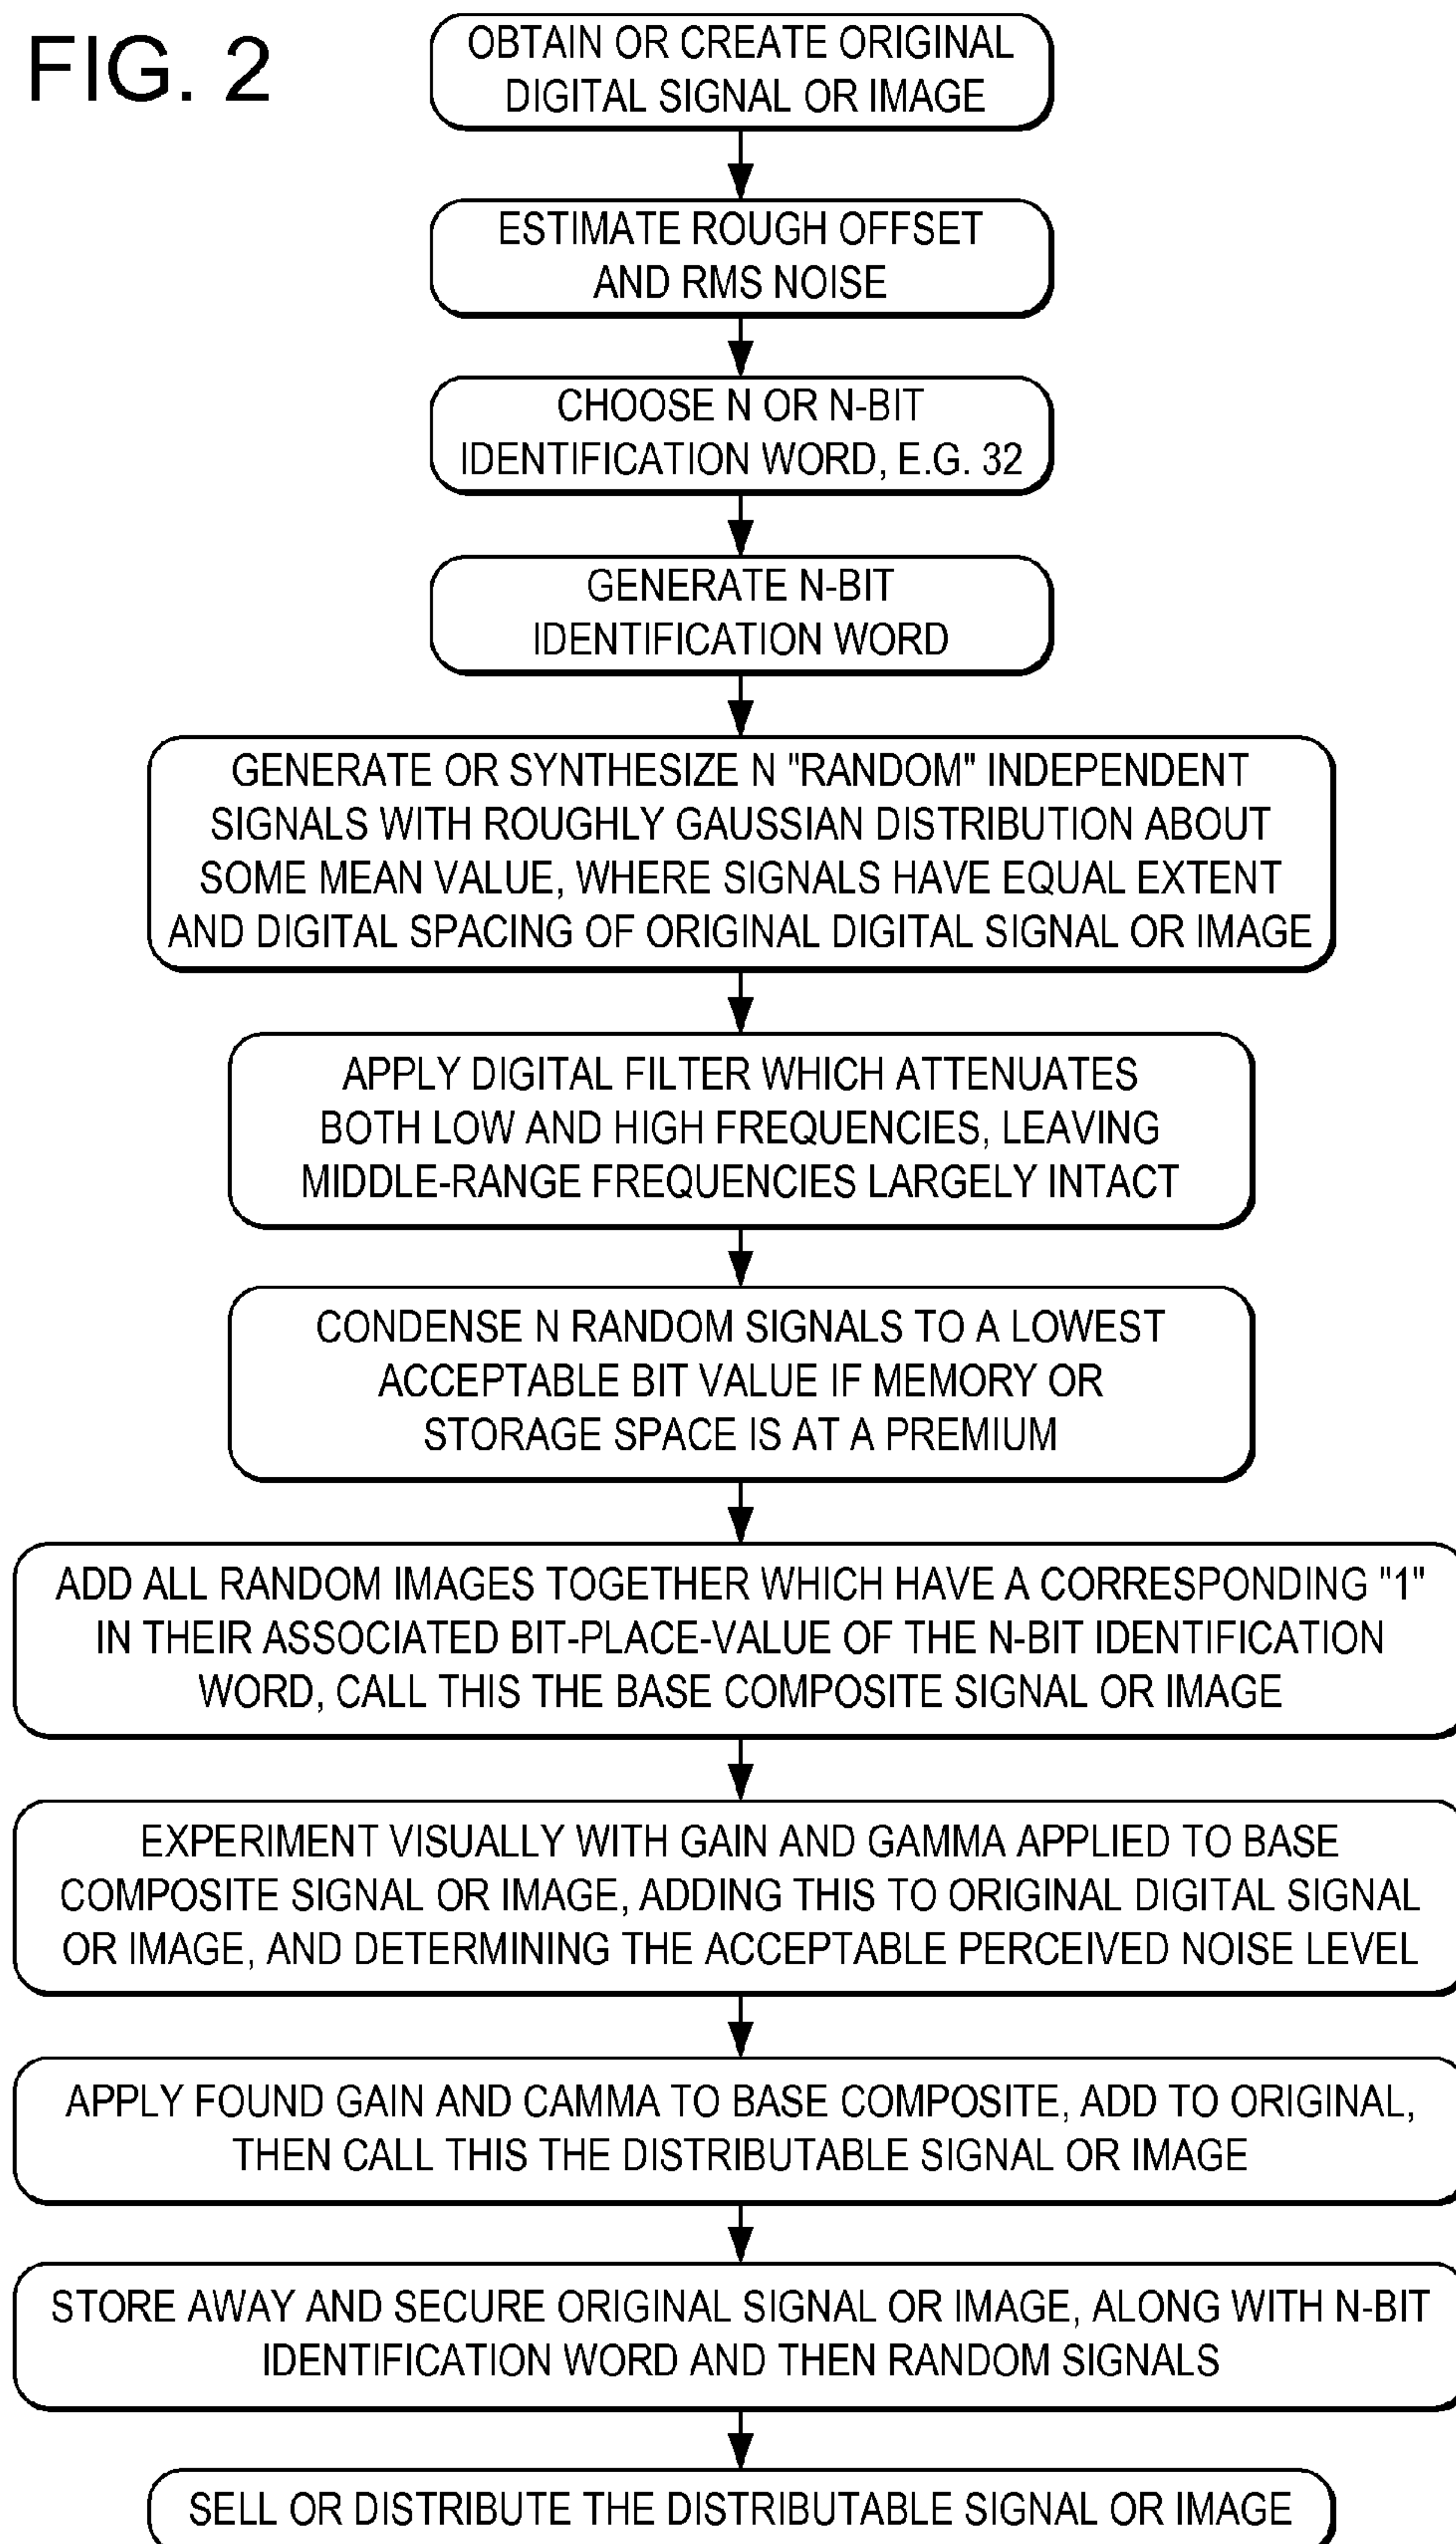 FIG. 2
OBTAIN OR CREATE ORIGINAL
DIGITAL SIGNAL OR IMAGE
ESTIMATE ROUGH OFFSET
AND RMS NOISE
CHOOSE N OR N-BIT
IDENTIFICATION WORD, E.G. 32
GENERATE N-BIT
IDENTIFICATION WORD
GENERATE OR SYNTHESIZE N "RANDOM" INDEPENDENT
SIGNALS WITH ROUGHLY GAUSSIAN DISTRIBUTION ABOUT
SOME MEAN VALUE, WHERE SIGNALS HAVE EQUAL EXTENT
AND DIGITAL SPACING OF ORIGINAL DIGITAL SIGNAL OR IMAGE
APPLY DIGITAL FILTER WHICH ATTENUATES
BOTH LOW AND HIGH FREQUENCIES, LEAVING
MIDDLE-RANGE FREQUENCIES LARGELY INTACT
CONDENSE N RANDOM SIGNALS TO A LOWEST
ACCEPTABLE BIT VALUE IF MEMORY OR
STORAGE SPACE IS AT A PREMIUM
ADD ALL RANDOM IMAGES TOGETHER WHICH HAVE A CORRESPONDING "1"
IN THEIR ASSOCIATED BIT-PLACE-VALUE OF THE N-BIT IDENTIFICATION
WORD, CALL THIS THE BASE COMPOSITE SIGNAL OR IMAGE
EXPERIMENT VISUALLY WITH GAIN AND GAMMA APPLIED TO BASE
COMPOSITE SIGNAL OR IMAGE, ADDING THIS TO ORIGINAL DIGITAL SIGNAL
OR IMAGE, AND DETERMINING THE ACCEPTABLE PERCEIVED NOISE LEVEL
APPLY FOUND GAIN AND CAMMA TO BASE COMPOSITE, ADD TO ORIGINAL,
THEN CALL THIS THE DISTRIBUTABLE SIGNAL OR IMAGE
STORE AWAY AND SECURE ORIGINAL SIGNAL OR IMAGE, ALONG WITH N-BIT
IDENTIFICATION WORD AND THEN RANDOM SIGNALS
SELL OR DISTRIBUTE THE DISTRIBUTABLE SIGNAL OR IMAGE